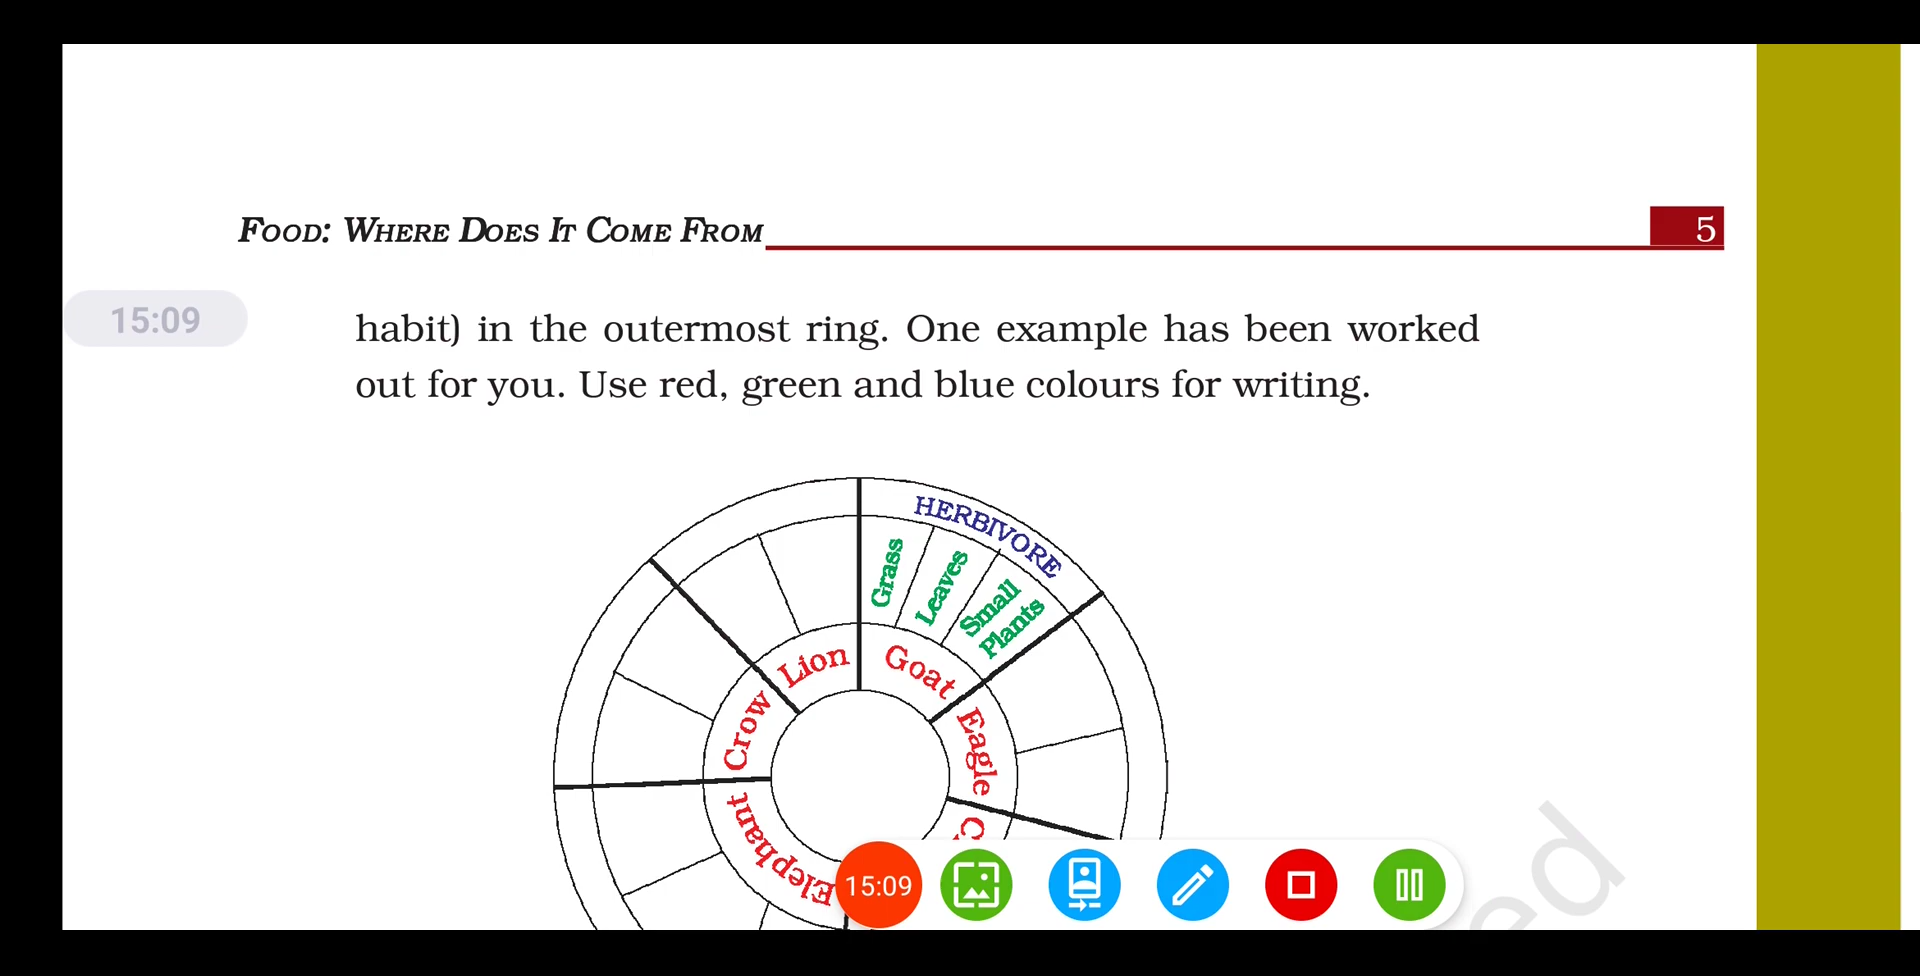 FOOD: WHERE DOES IT COME FROM
5
15:09
habit) in the outermost ring. One example has been worked
out for you. Use red, green and blue colours for writing.
HERBIVORE
Grass
Leaves
Small
Plants
Lion
Goat
Crow
Eagle
Elephant
15:09